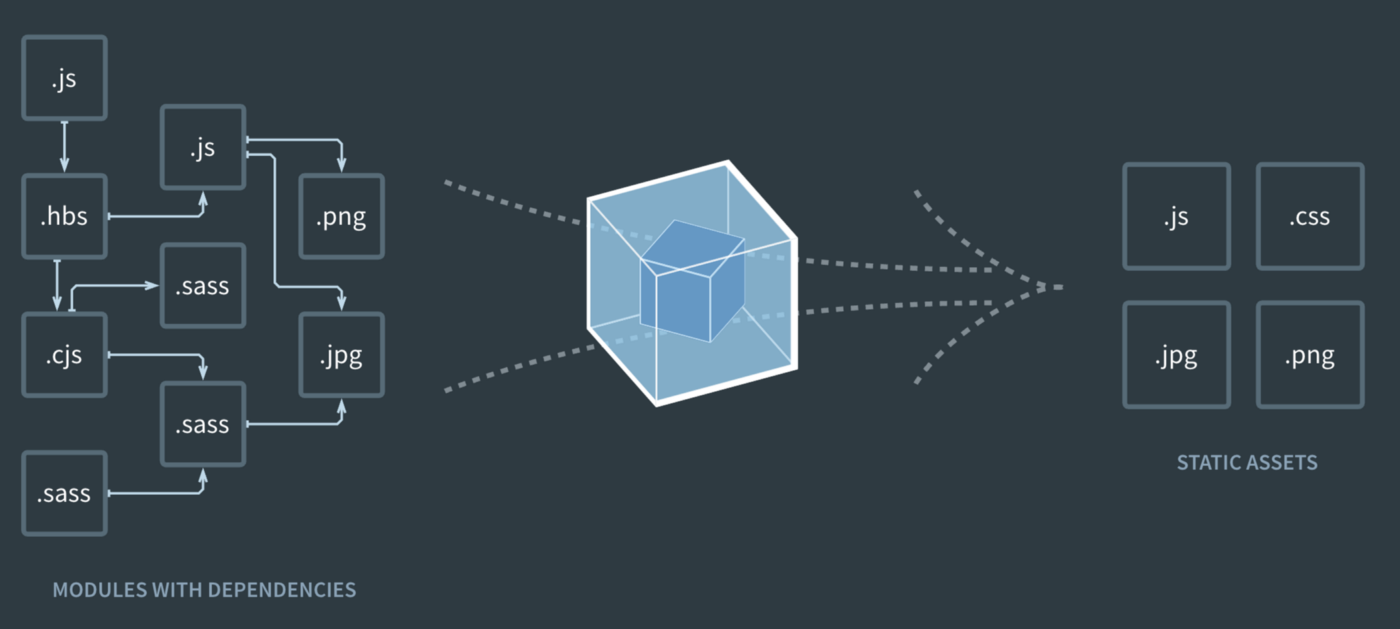 .js
.js
.hbs
.png
.sass
.cjs
.jpg
.sass
.sass
MODULES WITH DEPENDENCIES
.js
.css
.jpg
.png
STATIC ASSETS